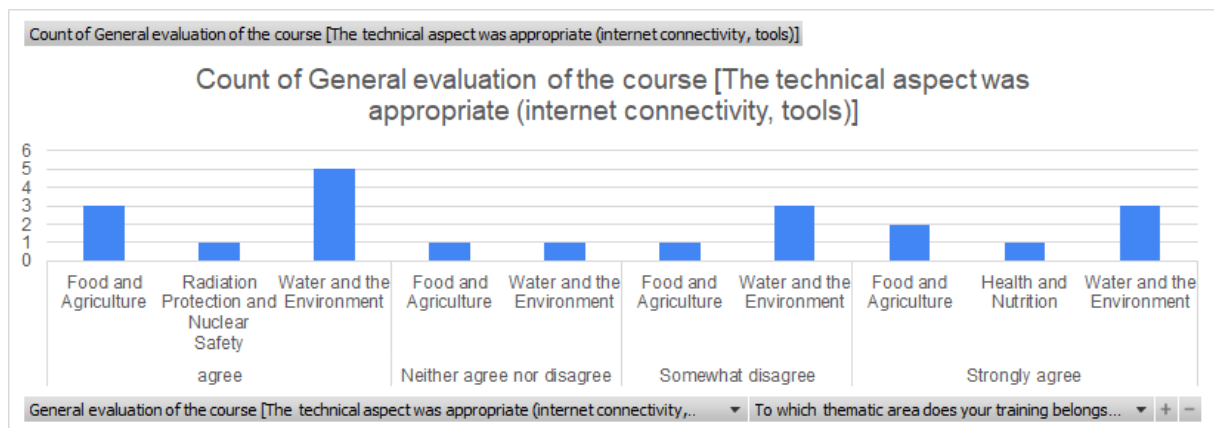 Count of General evaluation of the course [The technical aspect was appropriate (internet connectivity, tools)]
Count of General evaluation of the course [The technical aspect was
appropriate (internet connectivity, tools)]
6
5
4
3
2
1
0
Food and Agriculture
Radiation Protection and Nuclear Safety
Water and the Environment
Food and Agriculture
Water and the Environment
Food and Agriculture
Water and the Environment
Food and Agriculture
Health and Nutrition
Water and the Environment
agree
Neither agree nor disagree
Somewhat disagree
Strongly agree
General evaluation of the course [The technical aspect was appropriate (internet connectivity,..
To which thematic area does your training belongs...
+ −